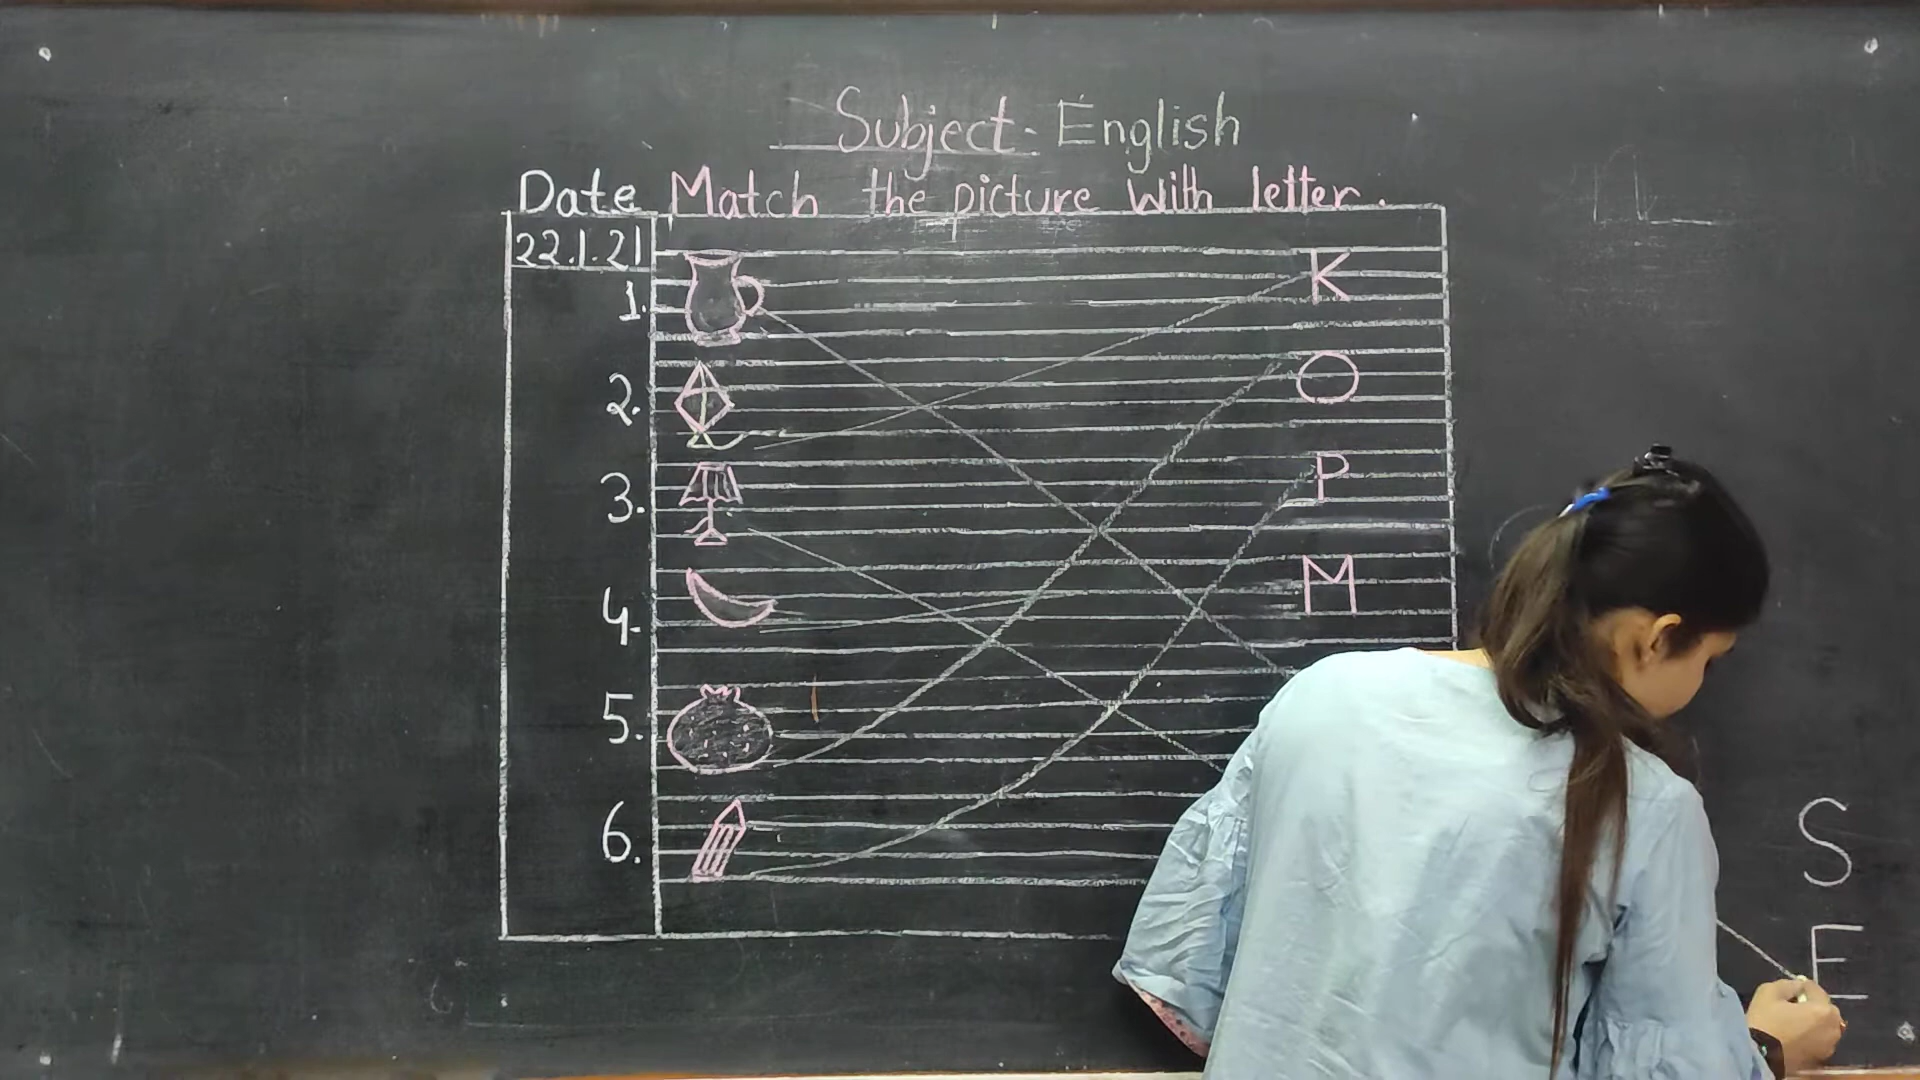 Subject:- English
Date Match the picture with letter.
22.1.21
1. K
2. O
3. P
4. M
5.
6.
S
E